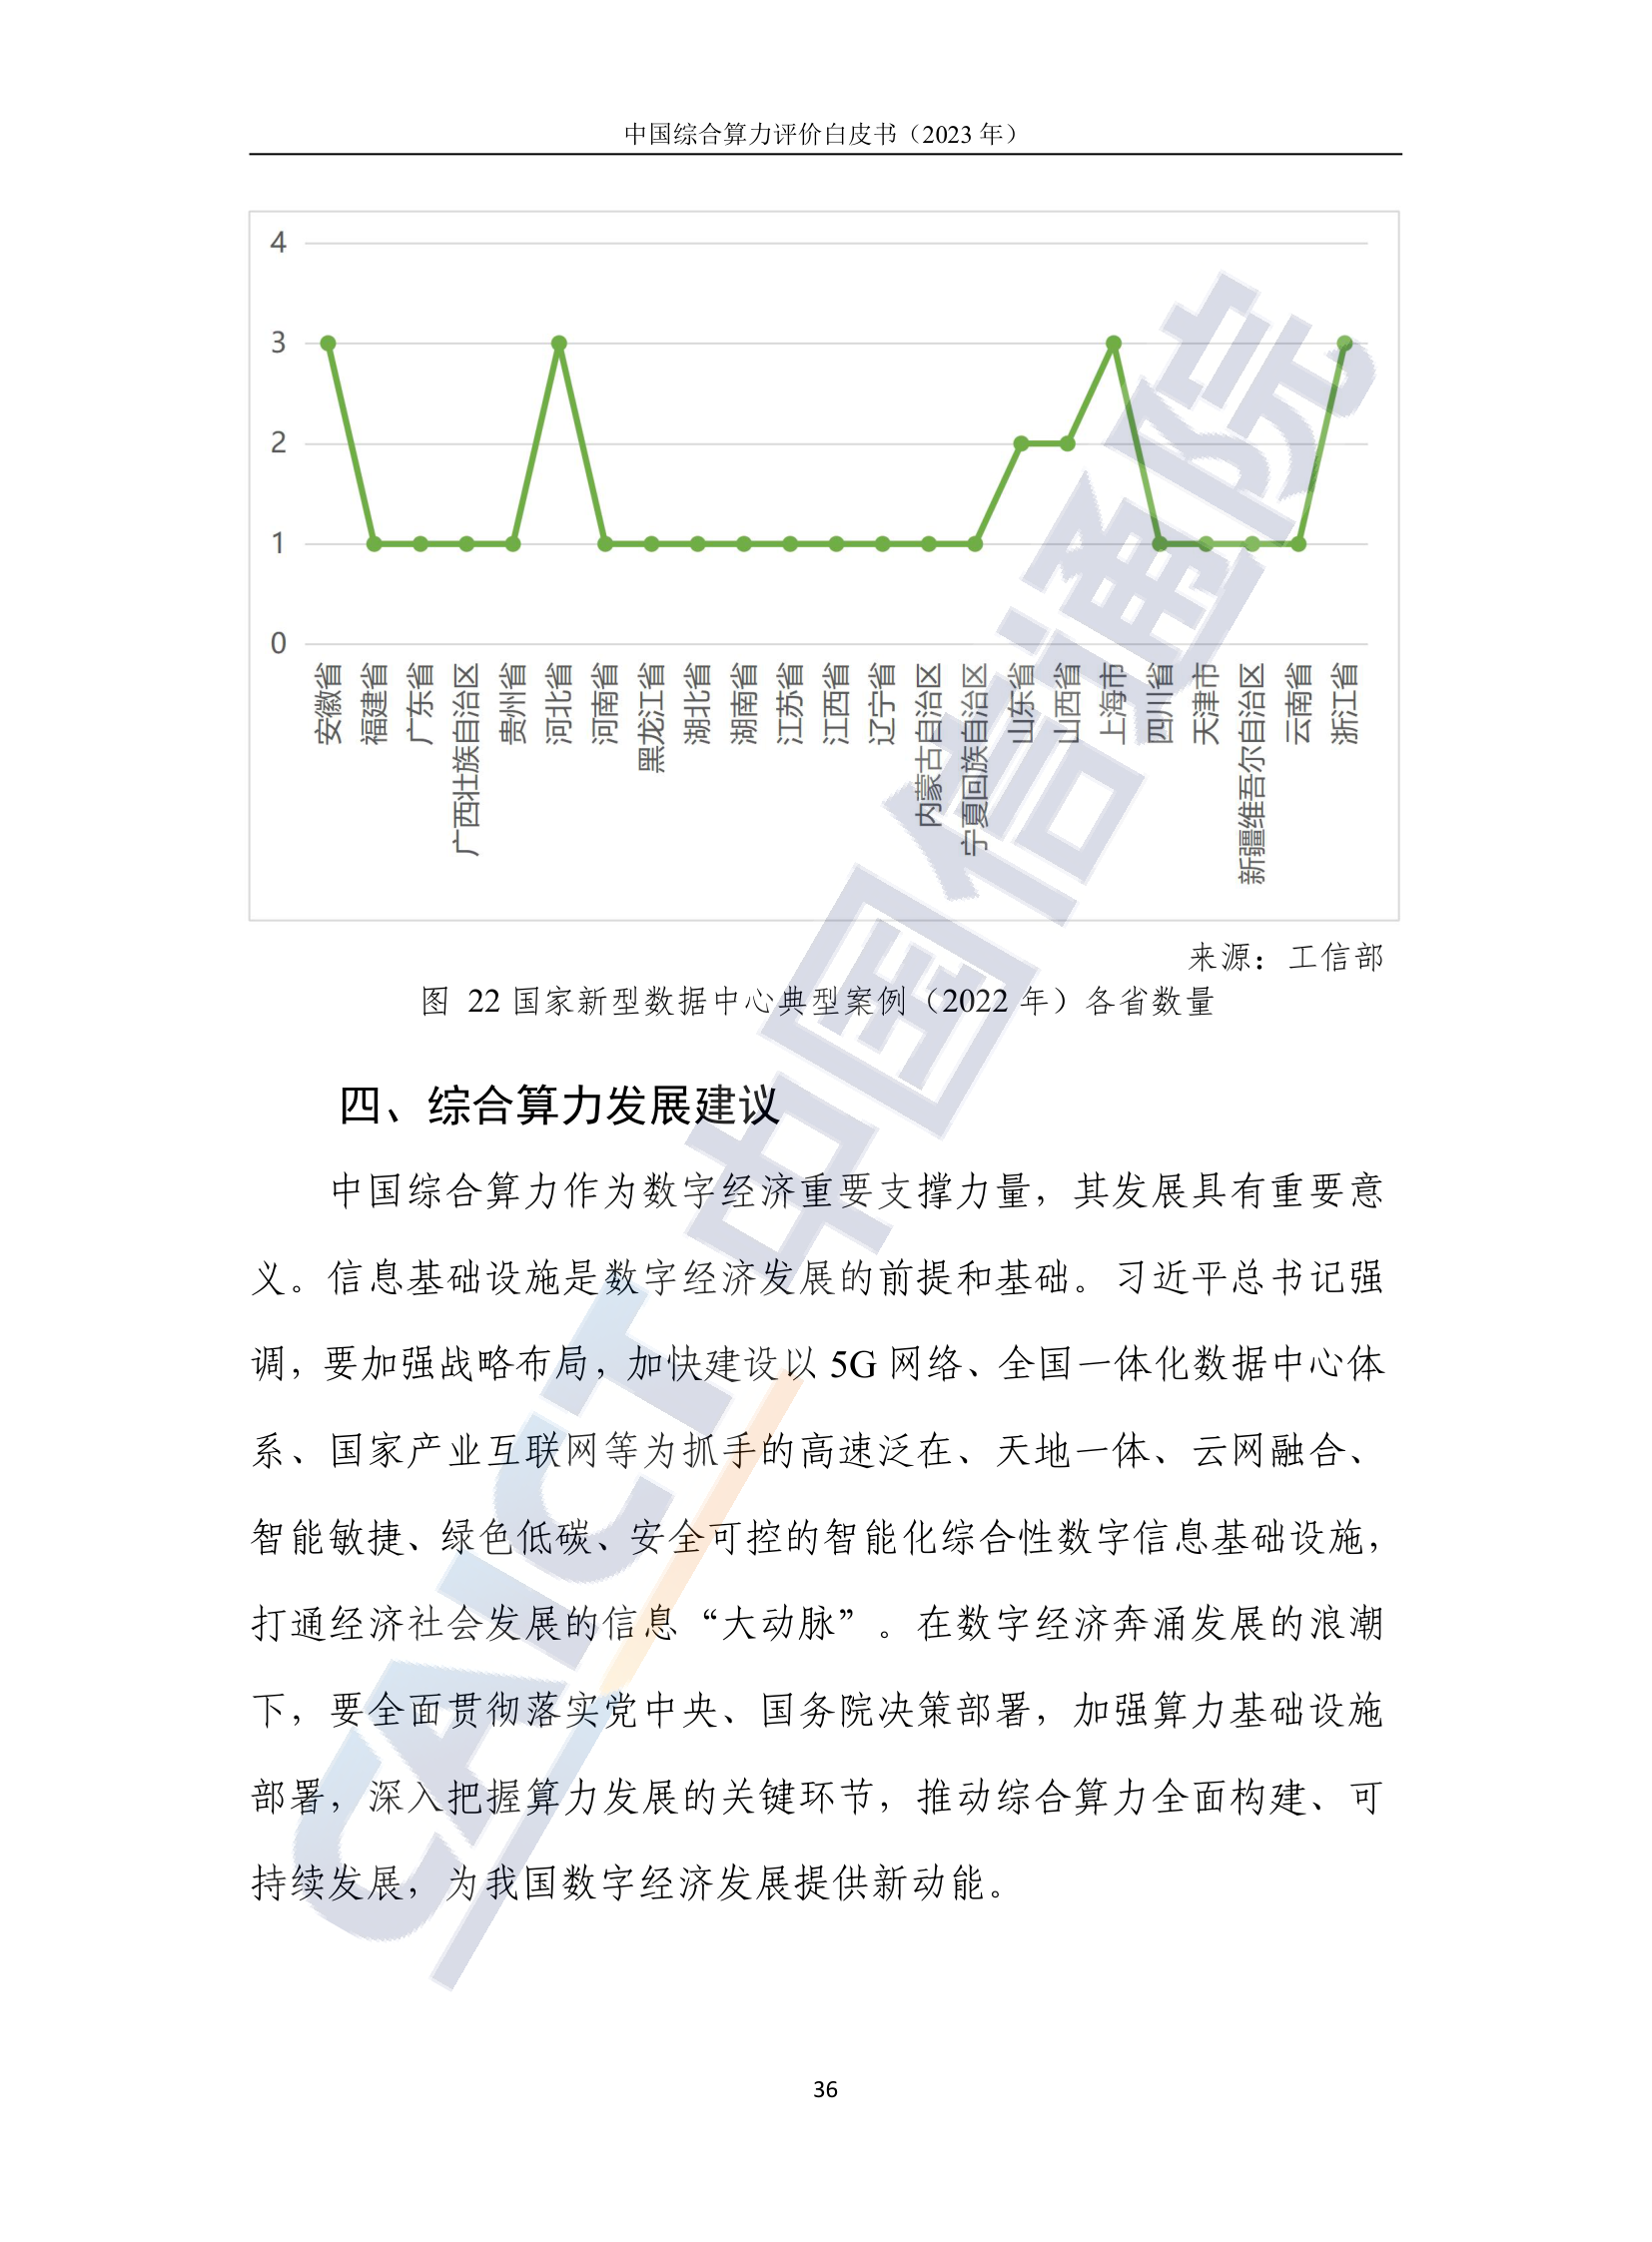 中国综合算力评价白皮书（2023 年）
4
3
2
1
0
安徽省
福建省
广东省
广西壮族自治区
贵州省
河北省
河南省
黑龙江省
湖北省
湖南省
江苏省
江西省
辽宁省
内蒙古自治区
宁夏回族自治区
山东省
山西省
上海市
四川省
天津市
新疆维吾尔自治区
云南省
浙江省
来源：工信部
图 22 国家新型数据中心典型案例（2022 年）各省数量
四、综合算力发展建议
中国综合算力作为数字经济重要支撑力量，其发展具有重要意
义。信息基础设施是数字经济发展的前提和基础。习近平总书记强
调，要加强战略布局，加快建设以 5G 网络、全国一体化数据中心体
系、国家产业互联网等为抓手的高速泛在、天地一体、云网融合、
智能敏捷、绿色低碳、安全可控的智能化综合性数字信息基础设施，
打通经济社会发展的信息“大动脉”。在数字经济奔涌发展的浪潮
下，要全面贯彻落实党中央、国务院决策部署，加强算力基础设施
部署，深入把握算力发展的关键环节，推动综合算力全面构建、可
持续发展，为我国数字经济发展提供新动能。
CAICT 中国信通院
36